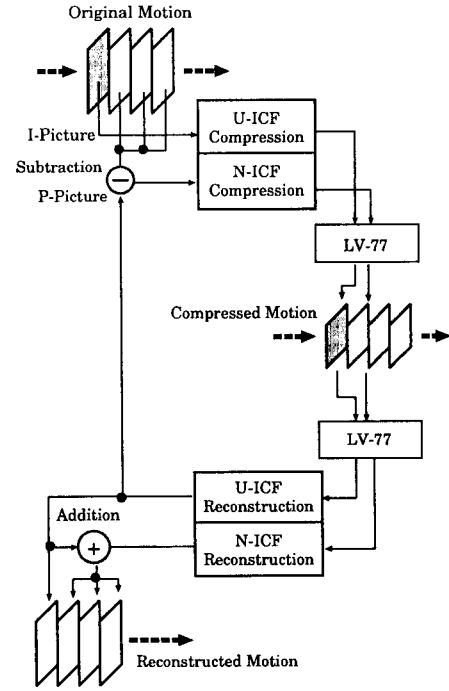 Original Motion
I-Picture
U-ICF
Compression
Subtraction
−
P-Picture
N-ICF
Compression
LV-77
Compressed Motion
LV-77
U-ICF
Reconstruction
Addition
+
N-ICF
Reconstruction
Reconstructed Motion